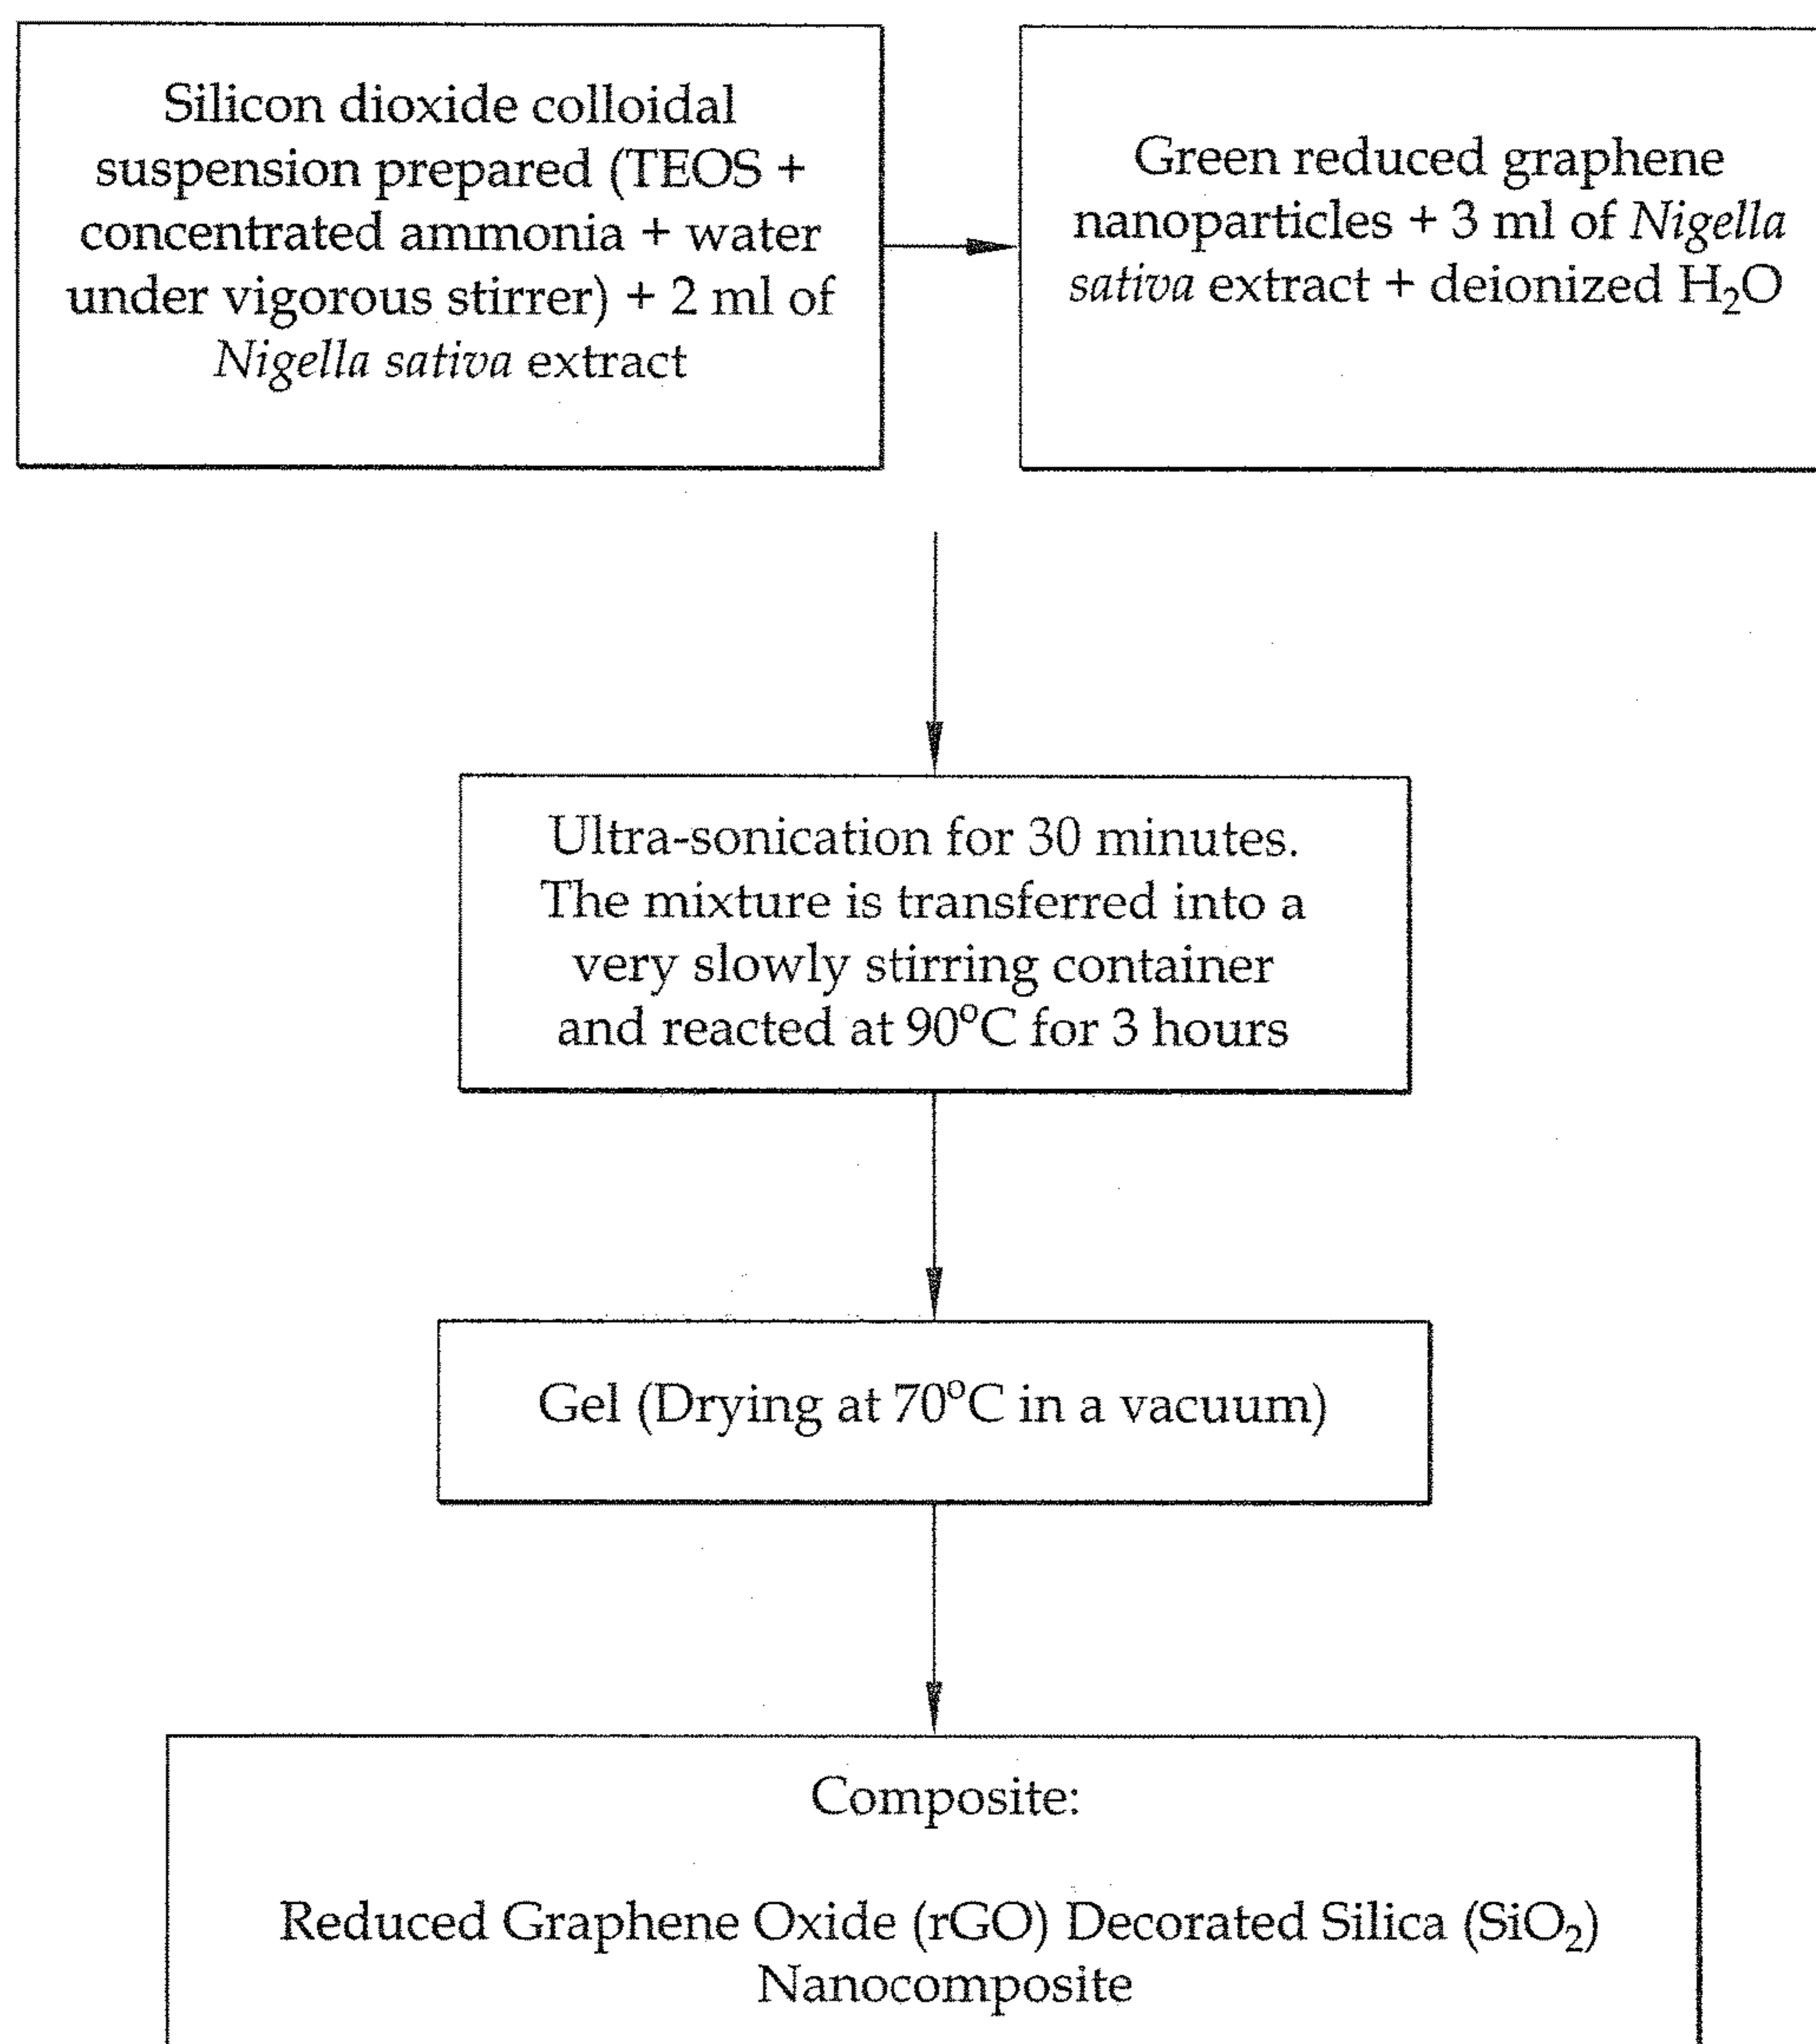 Silicon dioxide colloidal
suspension prepared (TEOS +
concentrated ammonia + water
under vigorous stirrer) + 2 ml of
Nigella sativa extract
Green reduced graphene
nanoparticles + 3 ml of Nigella
sativa extract + deionized H₂O
Ultra-sonication for 30 minutes.
The mixture is transferred into a
very slowly stirring container
and reacted at 90°C for 3 hours
Gel (Drying at 70°C in a vacuum)
Composite:
Reduced Graphene Oxide (rGO) Decorated Silica (SiO₂)
Nanocomposite